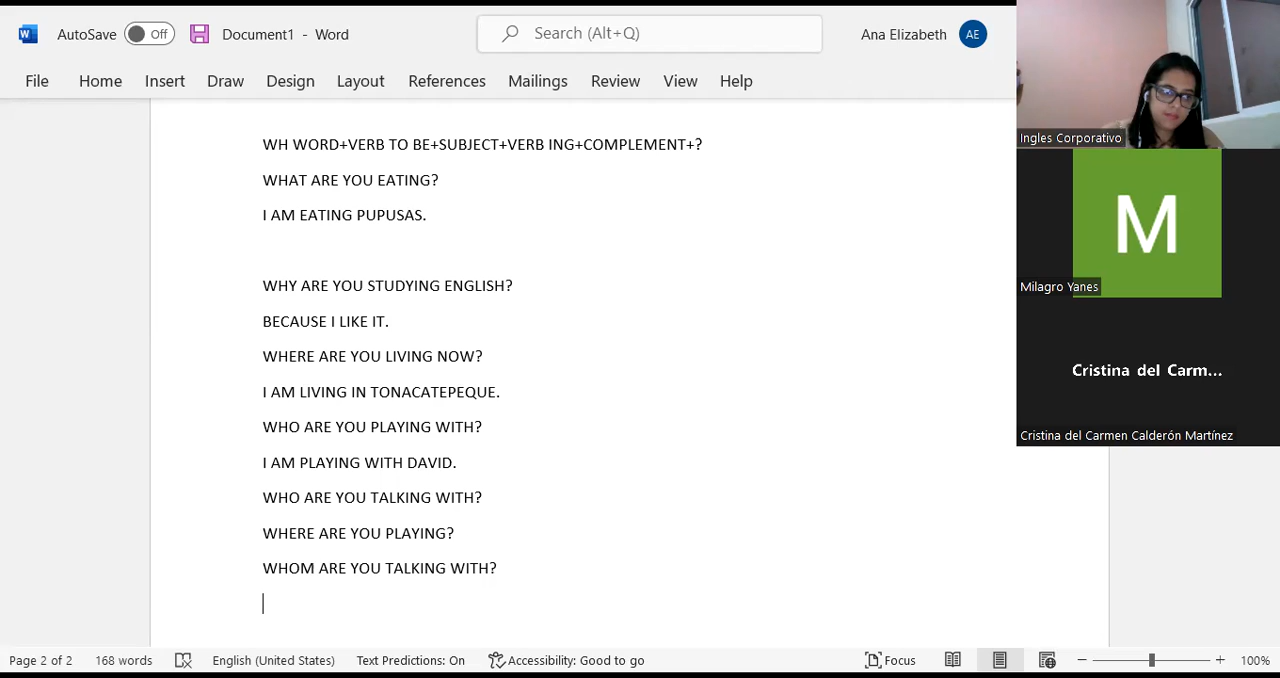 AutoSave Off Document1 - Word Search (Alt+Q) Ana Elizabeth AE
File Home Insert Draw Design Layout References Mailings Review View Help
WH WORD+VERB TO BE+SUBJECT+VERB ING+COMPLEMENT+?
WHAT ARE YOU EATING?
I AM EATING PUPUSAS.
WHY ARE YOU STUDYING ENGLISH?
BECAUSE I LIKE IT.
WHERE ARE YOU LIVING NOW?
I AM LIVING IN TONACATEPEQUE.
WHO ARE YOU PLAYING WITH?
I AM PLAYING WITH DAVID.
WHO ARE YOU TALKING WITH?
WHERE ARE YOU PLAYING?
WHOM ARE YOU TALKING WITH?
Ingles Corporativo
M
Milagro Yanes
Cristina del Carm...
Cristina del Carmen Calderón Martínez
Page 2 of 2 168 words English (United States) Text Predictions: On Accessibility: Good to go Focus 100%